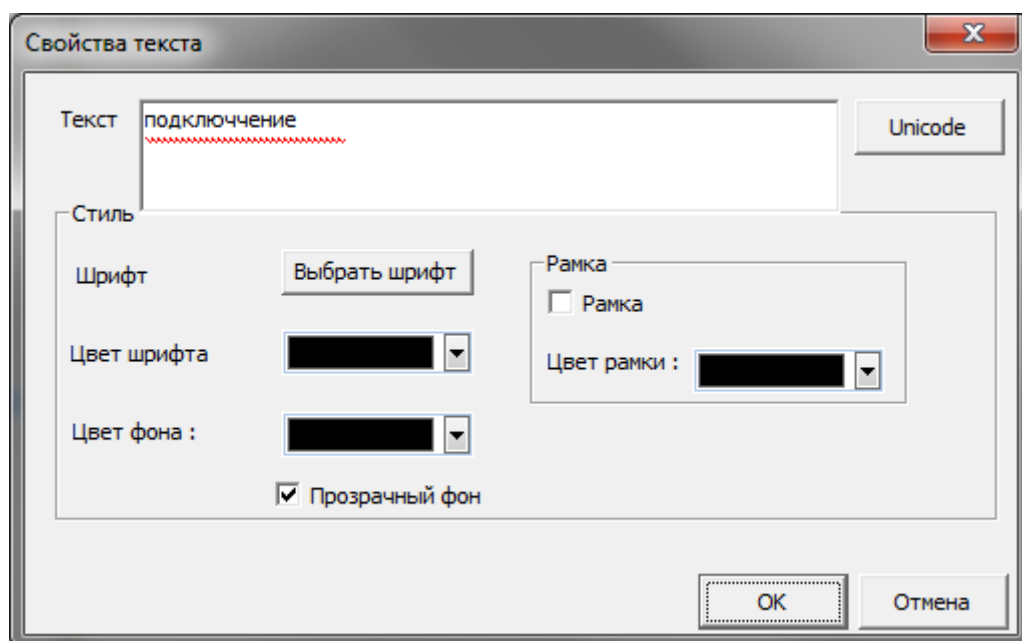 Свойства текста
Текст
подключчение
Unicode
Стиль
Шрифт
Выбрать шрифт
Рамка
Рамка
Цвет шрифта
Цвет рамки :
Цвет фона :
Прозрачный фон
OK
Отмена